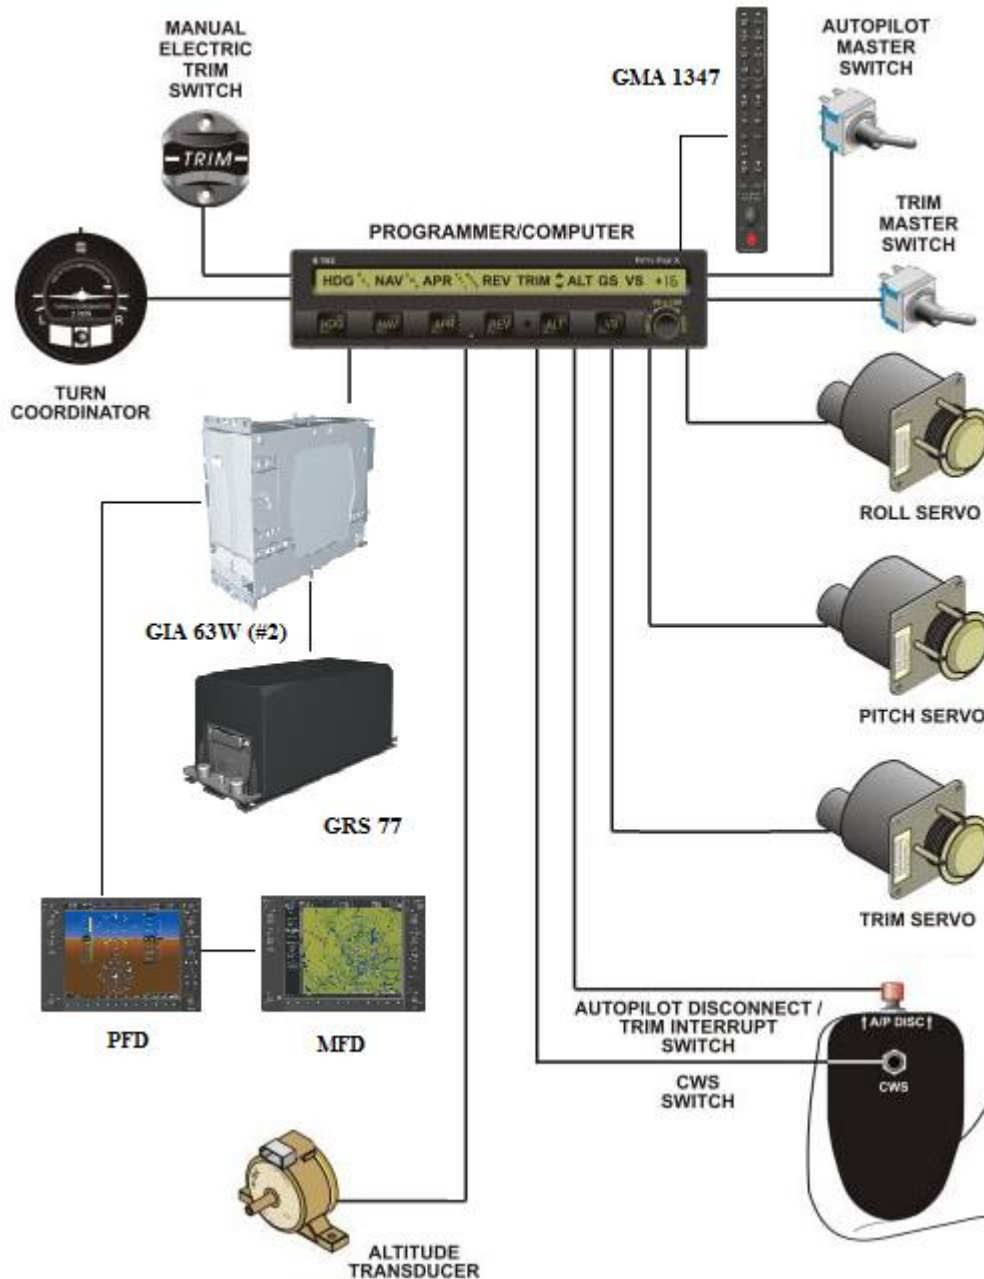 MANUAL
ELECTRIC
TRIM
SWITCH
GMA 1347
AUTOPILOT
MASTER
SWITCH
TRIM
TRIM
MASTER
SWITCH
PROGRAMMER/COMPUTER
HDG NAV APR REV TRIM ALT GS VS +16
HDG NAV APR REV ALT VS
L R
TURN
COORDINATOR
ROLL SERVO
GIA 63W (#2)
PITCH SERVO
GRS 77
TRIM SERVO
AUTOPILOT DISCONNECT /
TRIM INTERRUPT
SWITCH
A/P DISC
PFD
MFD
CWS
SWITCH
CWS
ALTITUDE
TRANSDUCER